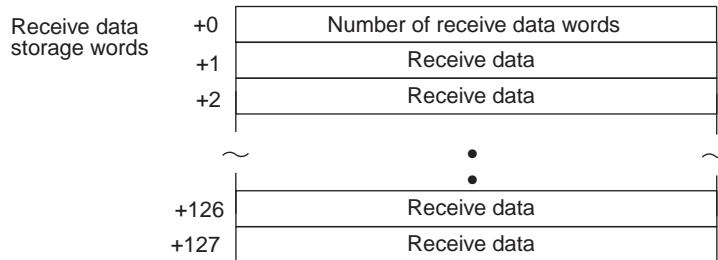 Receive data
storage words
+0 Number of receive data words
+1 Receive data
+2 Receive data
+126 Receive data
+127 Receive data